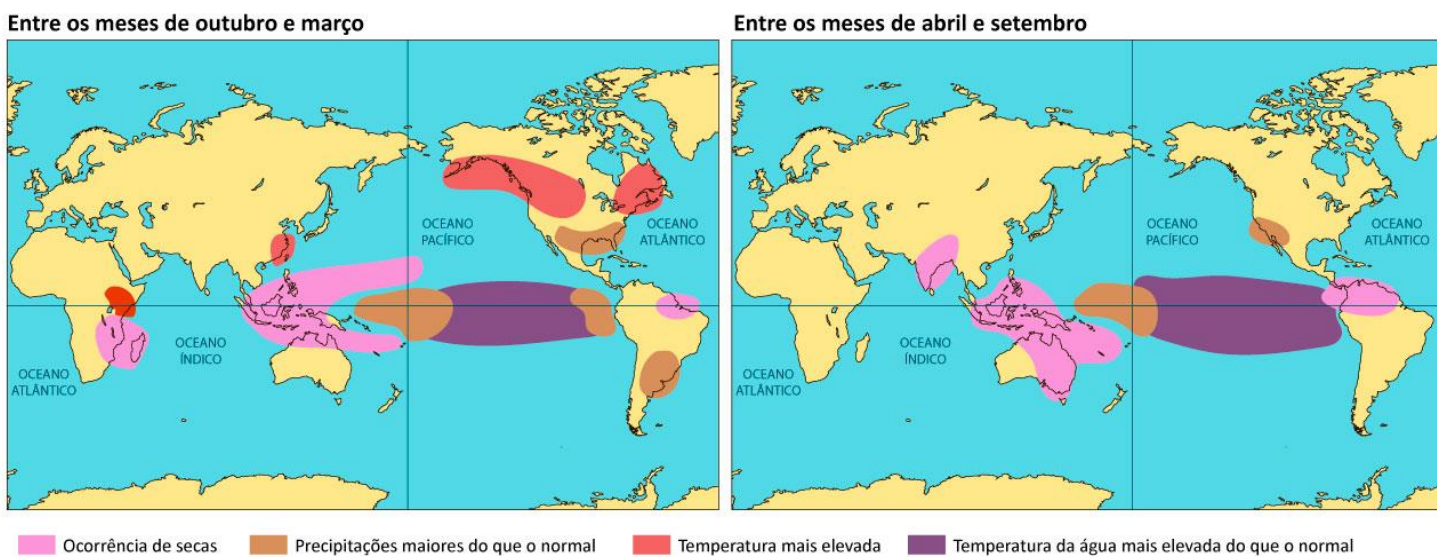 Entre os meses de outubro e março
Entre os meses de abril e setembro
OCEANO
PACÍFICO
OCEANO
ATLÂNTICO
OCEANO
ÍNDICO
OCEANO
ATLÂNTICO
OCEANO
PACÍFICO
OCEANO
ATLÂNTICO
OCEANO
ÍNDICO
OCEANO
ATLÂNTICO
Ocorrência de secas
Precipitações maiores do que o normal
Temperatura mais elevada
Temperatura da água mais elevada do que o normal